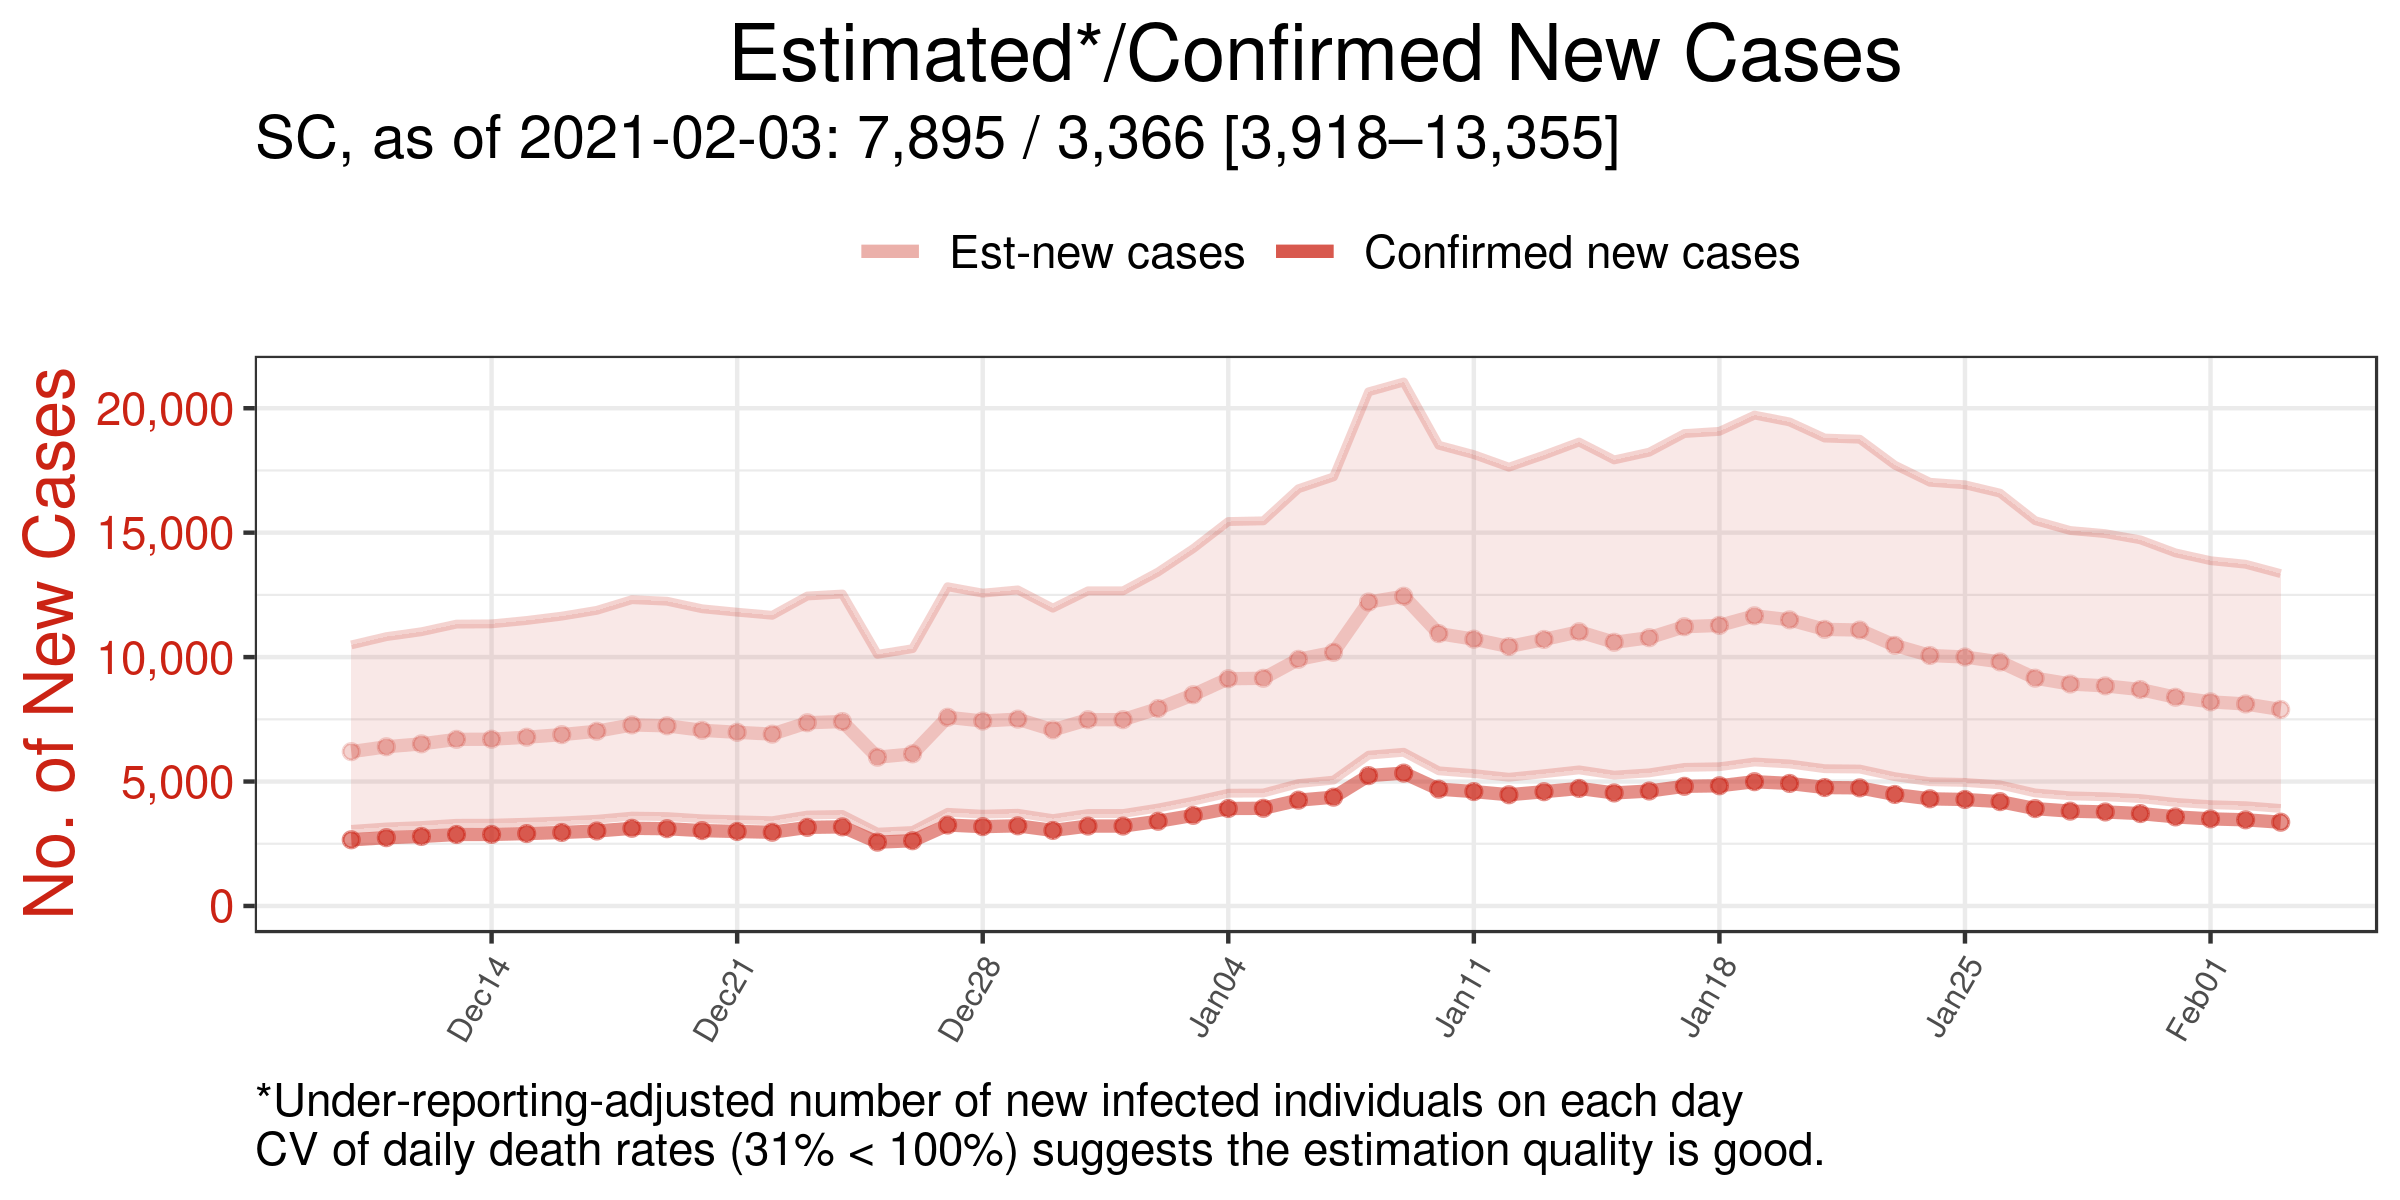 Estimated*/Confirmed New Cases
SC, as of 2021-02-03: 7,895 / 3,366 [3,918–13,355]
Est-new cases
Confirmed new cases
No. of New Cases
20,000
15,000
10,000
5,000
0
Dec14
Dec21
Dec28
Jan04
Jan11
Jan18
Jan25
Feb01
*Under-reporting-adjusted number of new infected individuals on each day
CV of daily death rates (31% < 100%) suggests the estimation quality is good.